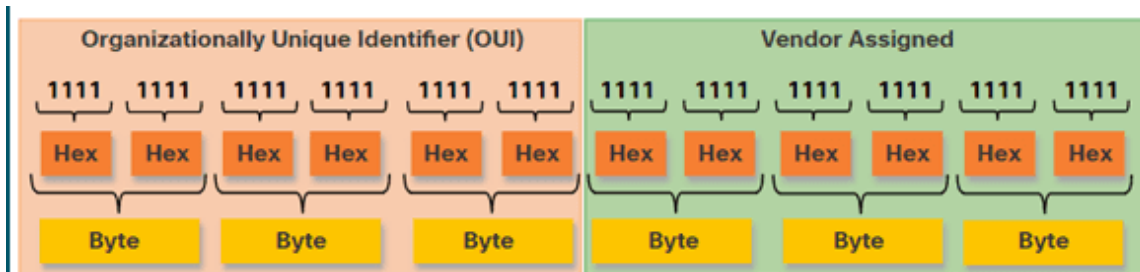 Organizationally Unique Identifier (OUI) Vendor Assigned
1111 1111 1111 1111 1111 1111 1111 1111 1111 1111 1111 1111
Hex Hex Hex Hex Hex Hex Hex Hex Hex Hex Hex Hex
Byte Byte Byte Byte Byte Byte